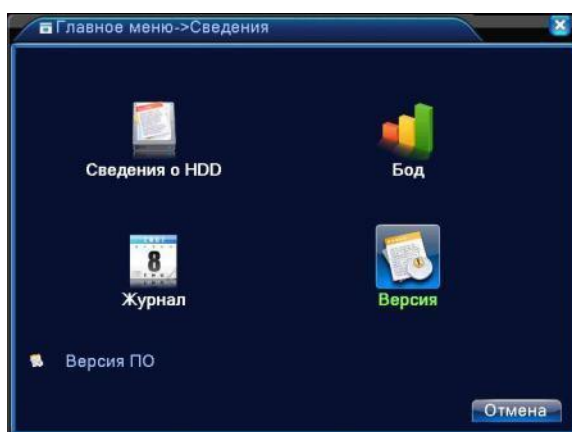 Главное меню->Сведения
Сведения о HDD
Бод
8
Журнал
Версия
Версия ПО
Отмена